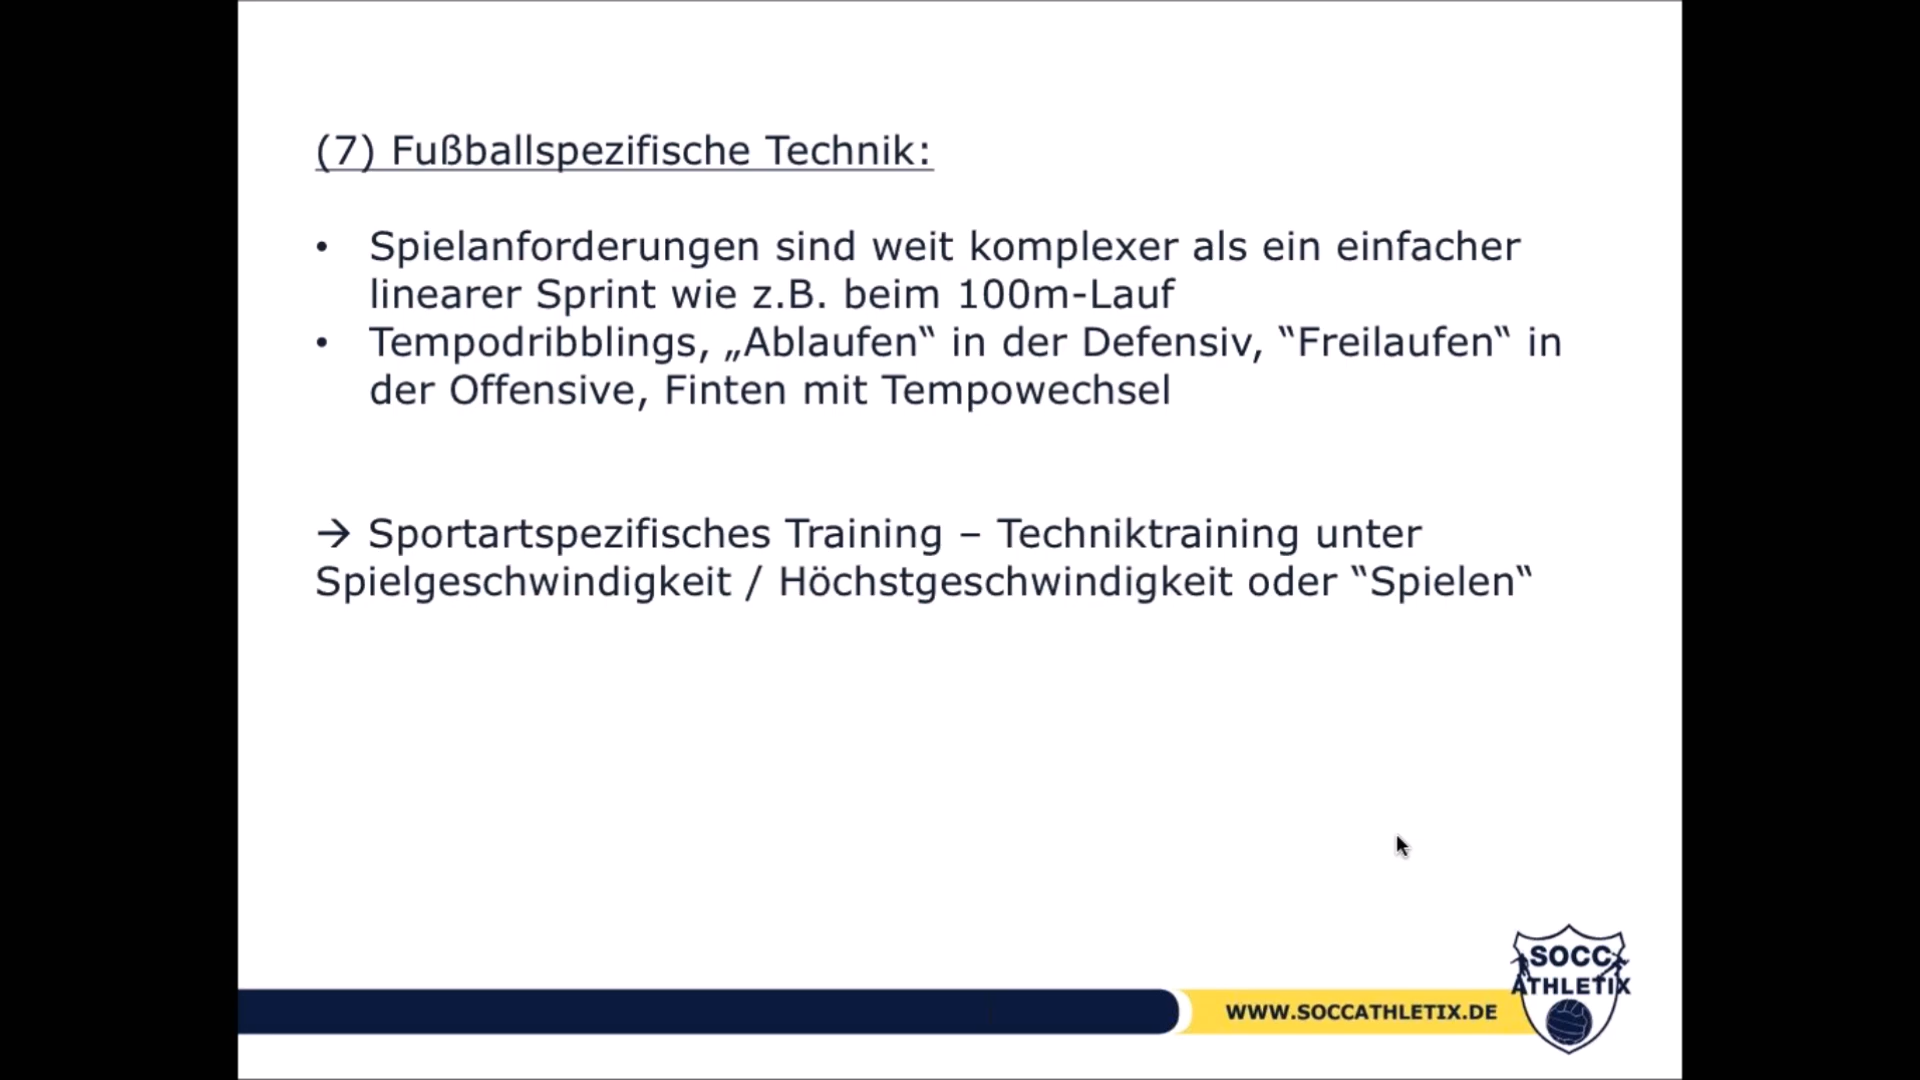 (7) Fußballspezifische Technik:
• Spielanforderungen sind weit komplexer als ein einfacher
linearer Sprint wie z.B. beim 100m-Lauf
• Tempodribblings, „Ablaufen‟ in der Defensiv, ‟Freilaufen‟ in
der Offensive, Finten mit Tempowechsel
→ Sportartspezifisches Training – Techniktraining unter
Spielgeschwindigkeit / Höchstgeschwindigkeit oder ‟Spielen‟
WWW.SOCCATHLETIX.DE
SOCC
ATHLETIX